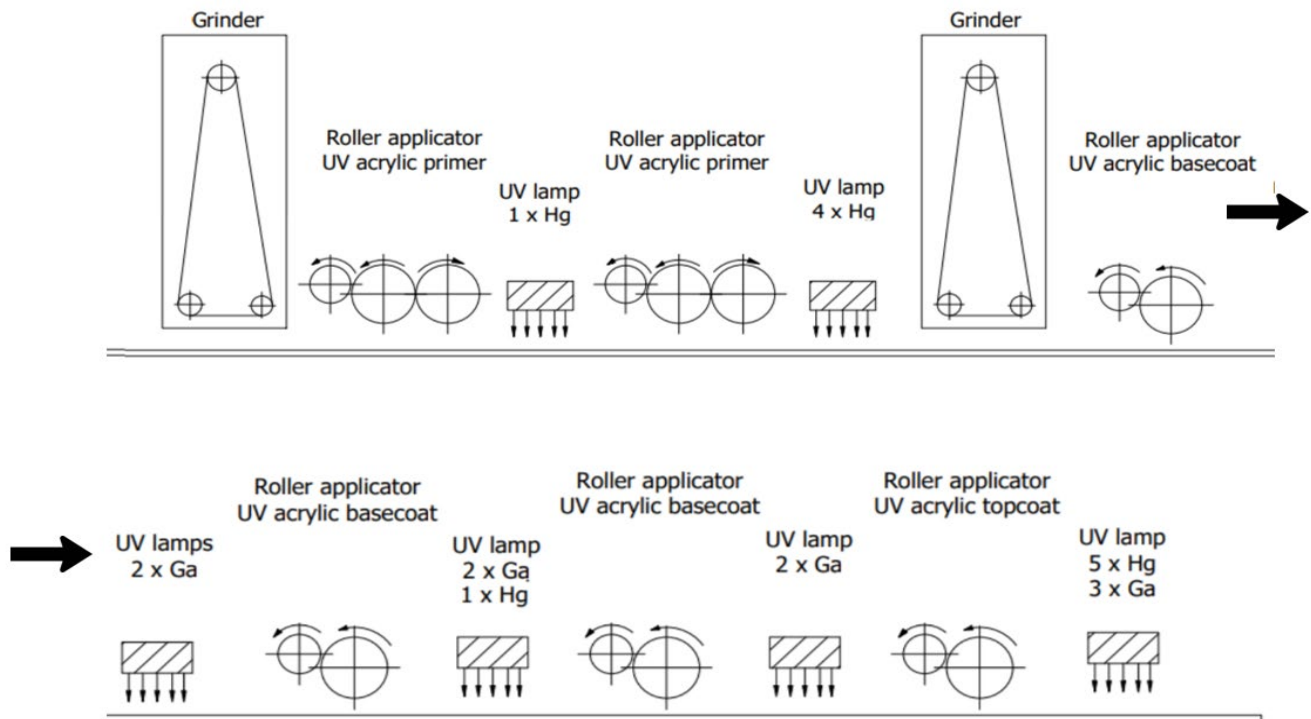 Grinder
Roller applicator
UV acrylic primer
UV lamp
1 x Hg
Roller applicator
UV acrylic primer
UV lamp
4 x Hg
Grinder
Roller applicator
UV acrylic basecoat
UV lamps
2 x Ga
Roller applicator
UV acrylic basecoat
UV lamp
2 x Ga
1 x Hg
Roller applicator
UV acrylic basecoat
UV lamp
2 x Ga
Roller applicator
UV acrylic topcoat
UV lamp
5 x Hg
3 x Ga